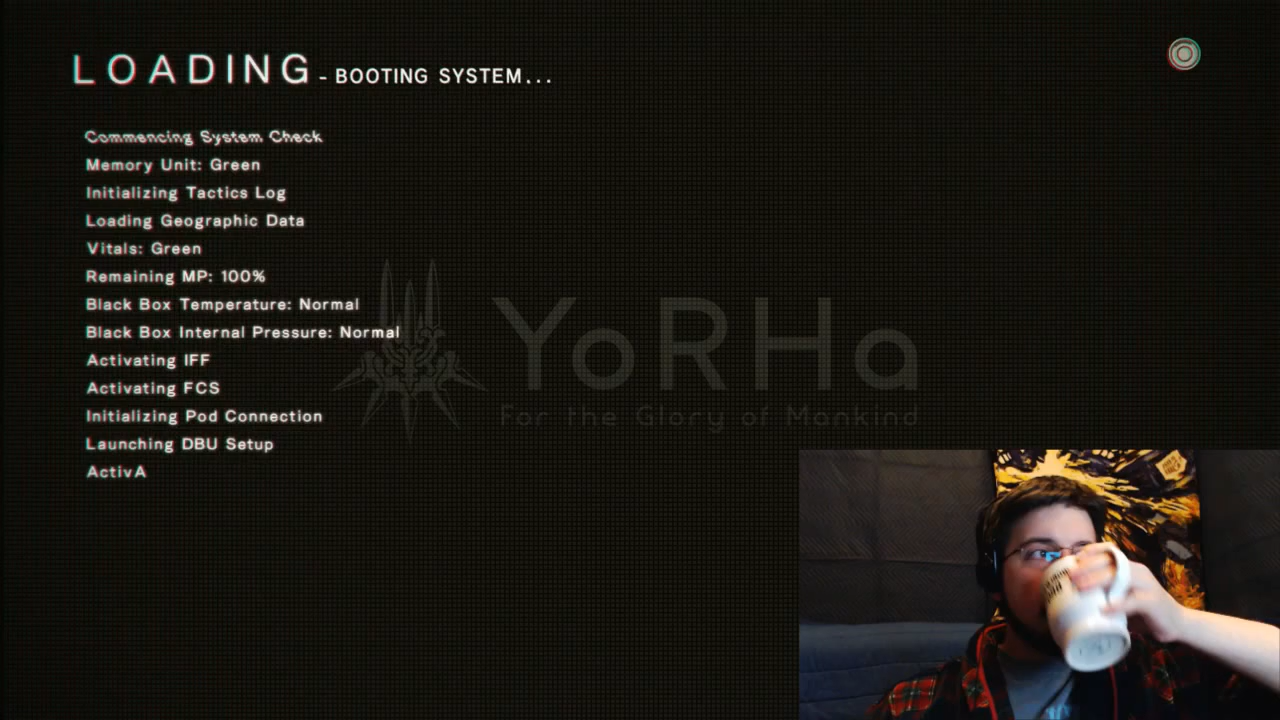 LOADING - BOOTING SYSTEM...
Commencing System Check
Memory Unit: Green
Initializing Tactics Log
Loading Geographic Data
Vitals: Green
Remaining MP: 100%
Black Box Temperature: Normal
Black Box Internal Pressure: Normal
Activating IFF
Activating FCS
Initializing Pod Connection
Launching DBU Setup
ActivA
YoRHa
For the Glory of Mankind